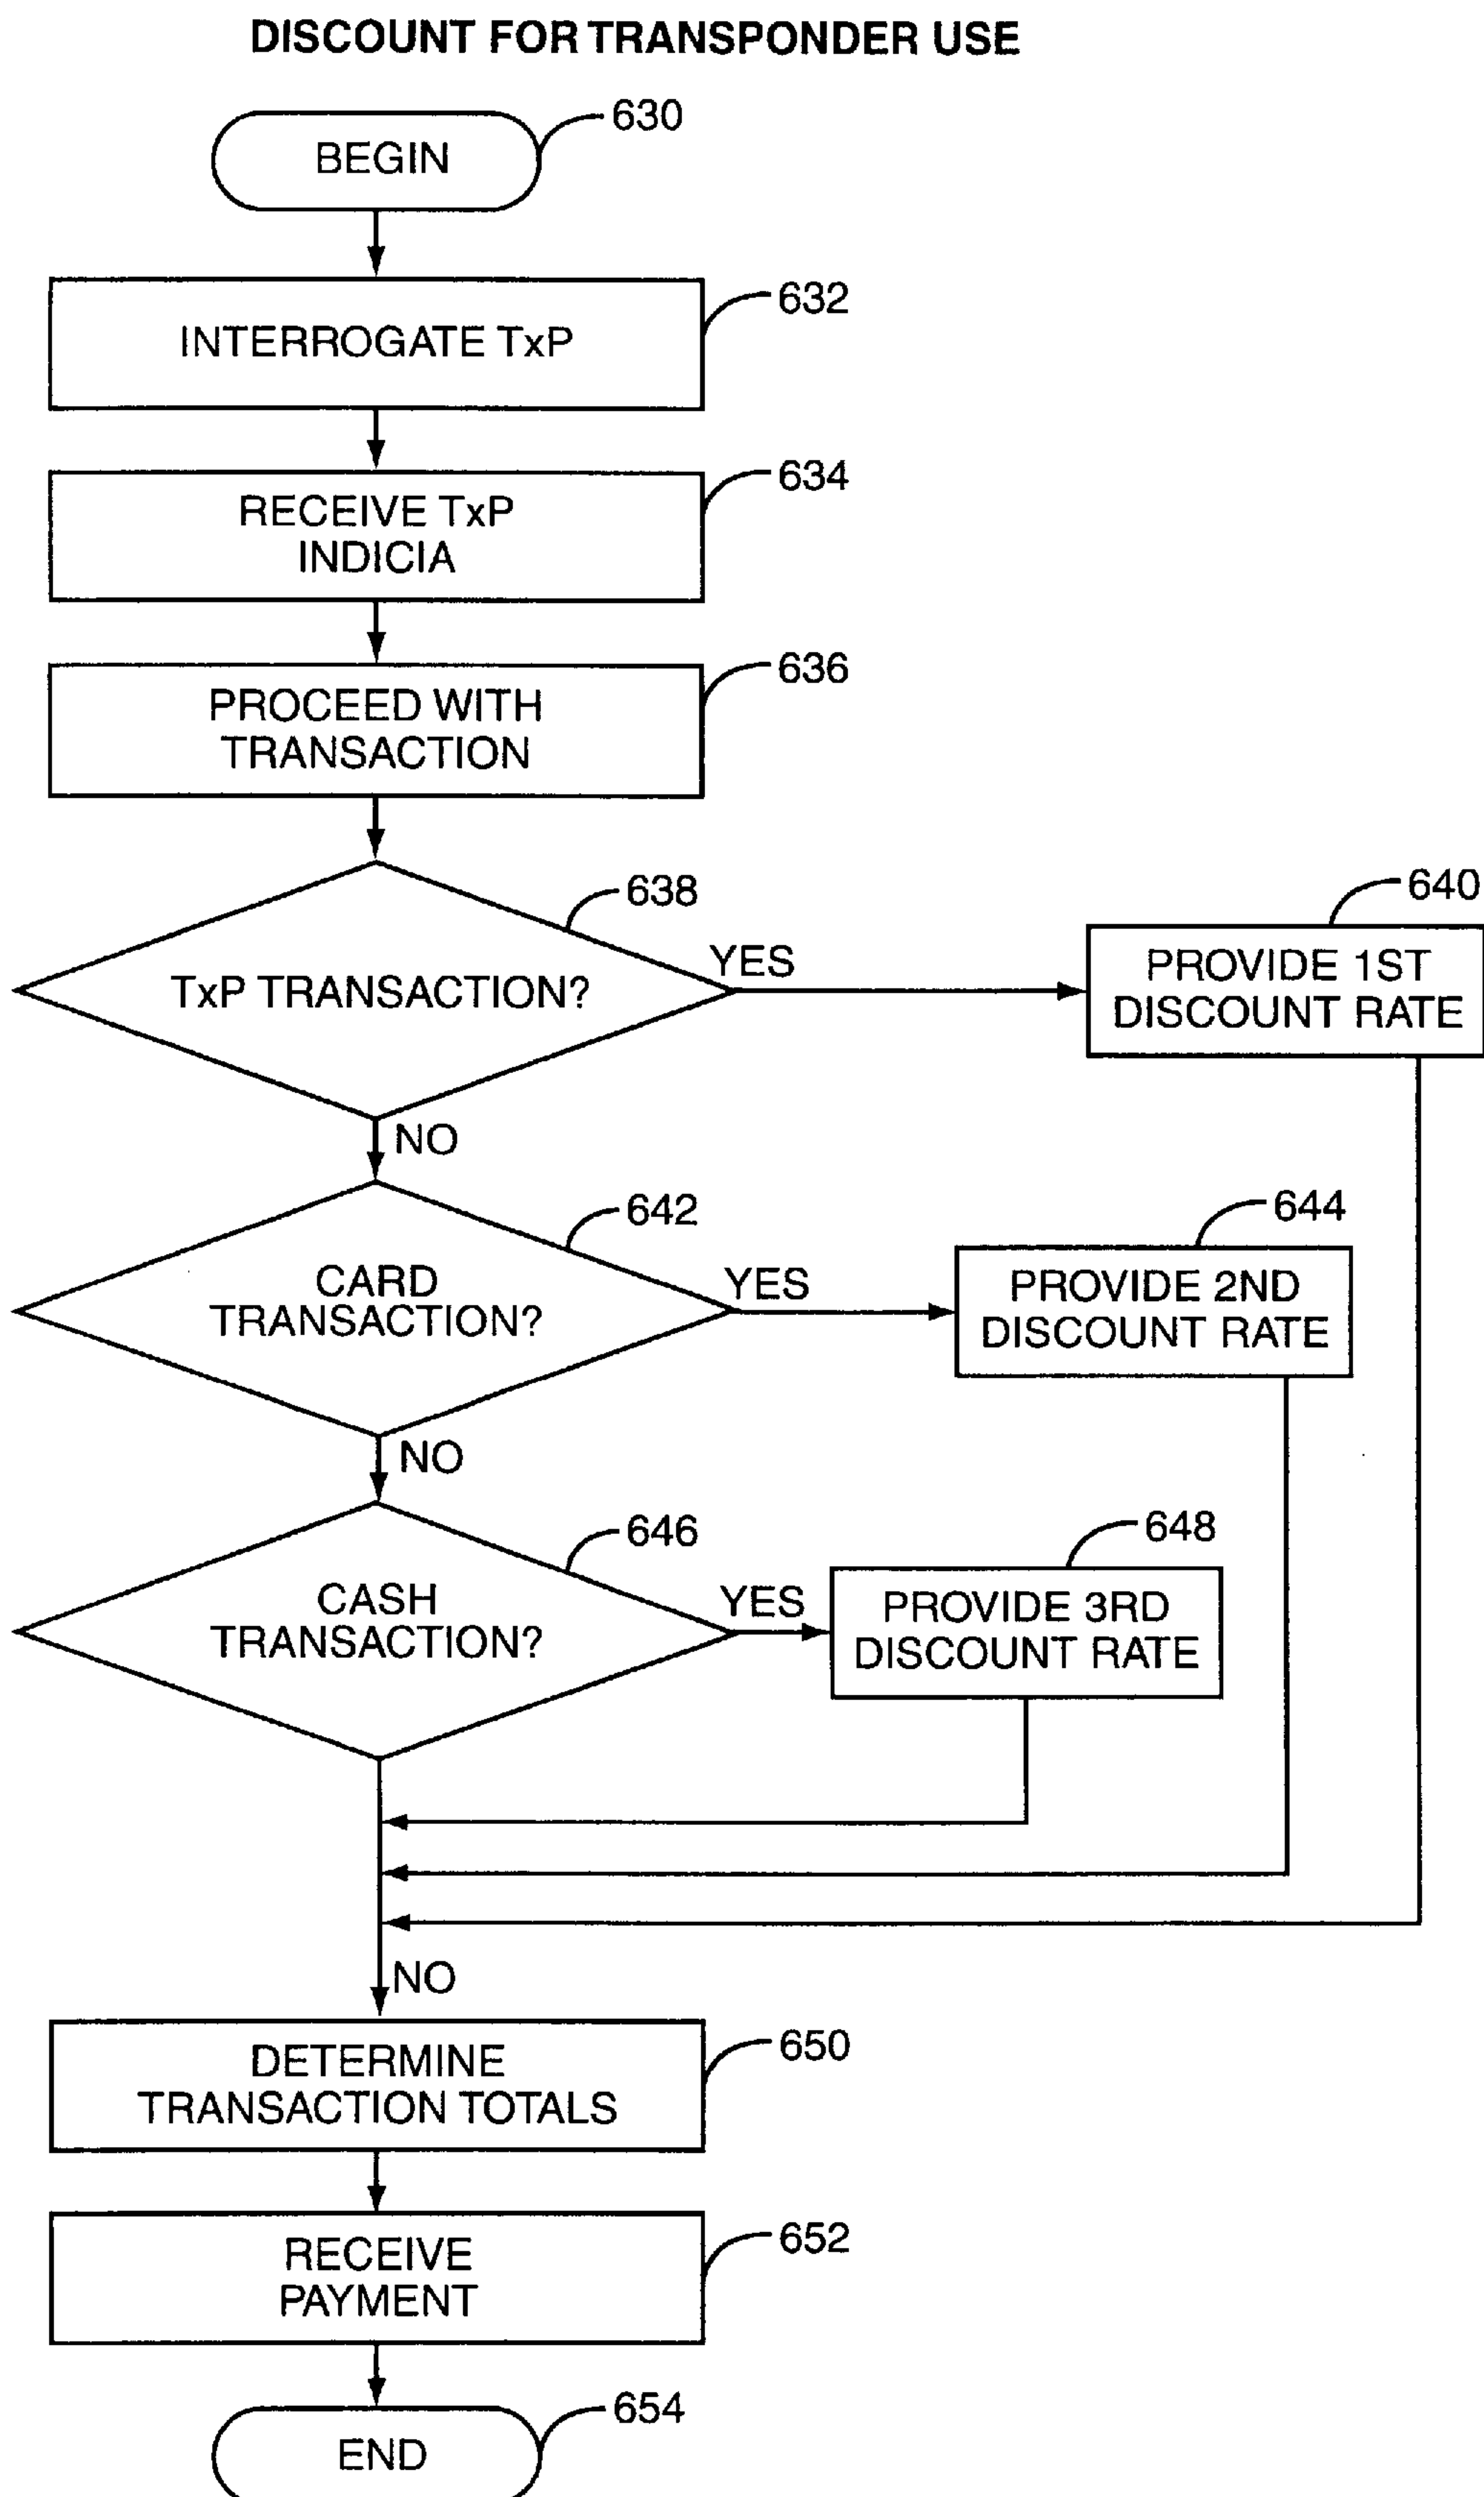 DISCOUNT FOR TRANSPONDER USE
630
BEGIN
632
INTERROGATE TxP
634
RECEIVE TxP
INDICIA
636
PROCEED WITH
TRANSACTION
638
TxP TRANSACTION?
YES
640
PROVIDE 1ST
DISCOUNT RATE
NO
642
CARD
TRANSACTION?
YES
644
PROVIDE 2ND
DISCOUNT RATE
NO
646
CASH
TRANSACTION?
YES
648
PROVIDE 3RD
DISCOUNT RATE
NO
650
DETERMINE
TRANSACTION TOTALS
652
RECEIVE
PAYMENT
654
END